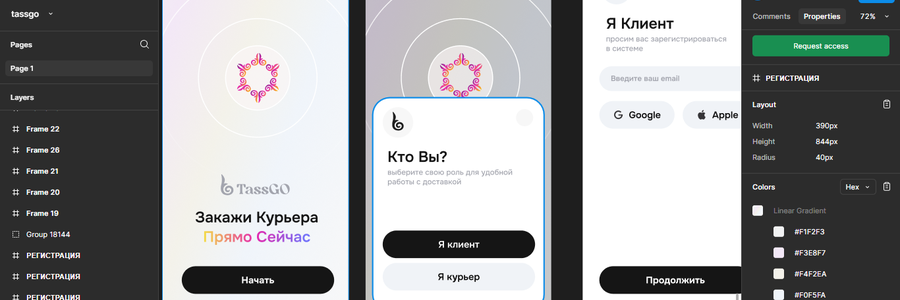 tassgo
Pages
Page 1
Layers
Frame 22
Frame 26
Frame 21
Frame 20
Frame 19
Group 18144
РЕГИСТРАЦИЯ
РЕГИСТРАЦИЯ
РЕГИСТРАЦИЯ
TassGO
Закажи Курьера
Прямо Сейчас
Начать
Кто Вы?
выберите свою роль для удобной
работы с доставкой
Я клиент
Я курьер
Я Клиент
просим вас зарегистрироваться
в системе
Введите ваш email
Google
Apple
Продолжить
Comments
Properties
72%
Request access
РЕГИСТРАЦИЯ
Layout
Width 390px
Height 844px
Radius 40px
Colors
Hex
Linear Gradient
#F1F2F3
#F3E8F7
#F4F2EA
#F0F5FA